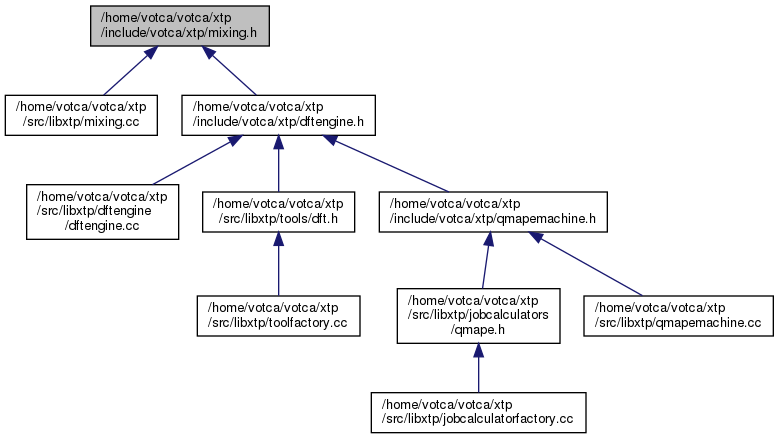 /home/votca/votca/xtp
/include/votca/xtp/mixing.h
/home/votca/votca/xtp
/src/libxtp/mixing.cc
/home/votca/votca/xtp
/include/votca/xtp/dftengine.h
/home/votca/votca/xtp
/src/libxtp/dftengine
/dftengine.cc
/home/votca/votca/xtp
/src/libxtp/tools/dft.h
/home/votca/votca/xtp
/include/votca/xtp/qmapemachine.h
/home/votca/votca/xtp
/src/libxtp/toolfactory.cc
/home/votca/votca/xtp
/src/libxtp/jobcalculators
/qmape.h
/home/votca/votca/xtp
/src/libxtp/qmapemachine.cc
/home/votca/votca/xtp
/src/libxtp/jobcalculatorfactory.cc